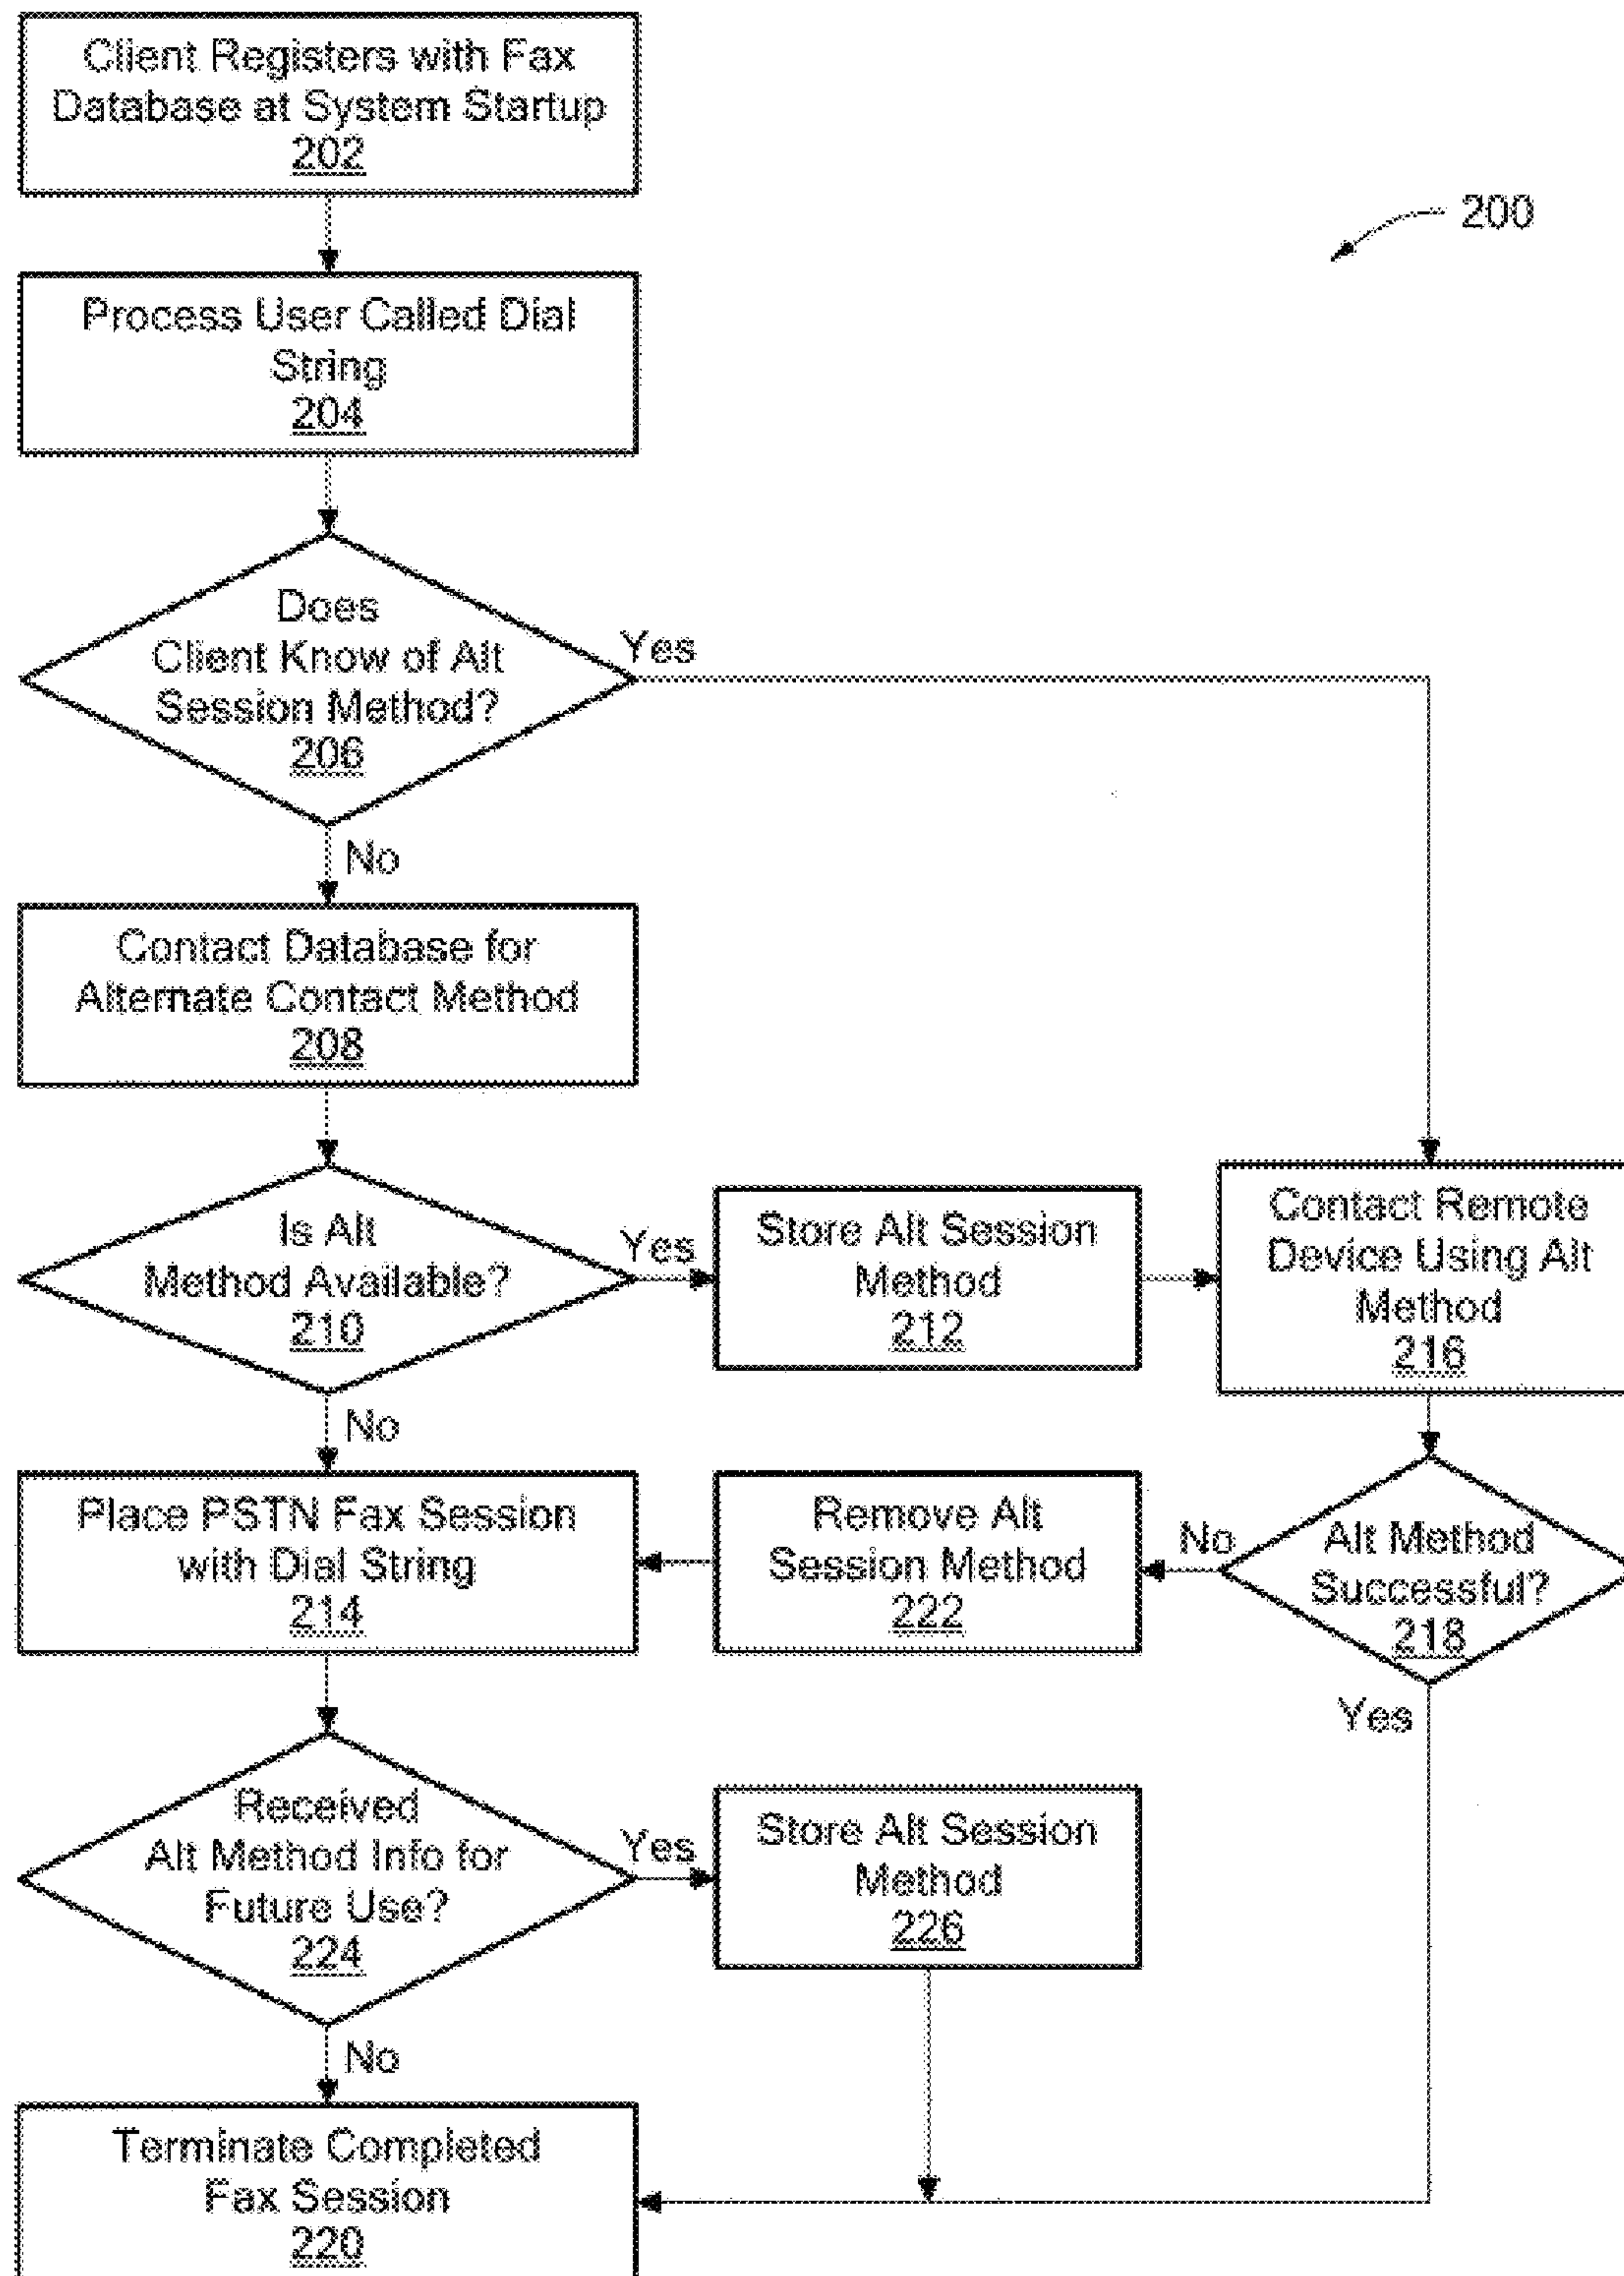 Client Registers with Fax
Database at System Startup
202
200
Process User Called Dial
String
204
Does
Client Know of Alt
Session Method?
206
Yes
No
Contact Database for
Alternate Contact Method
208
Is Alt
Method Available?
210
Yes
Store Alt Session
Method
212
Contact Remote
Device Using Alt
Method
216
No
Place PSTN Fax Session
with Dial String
214
Remove Alt
Session Method
222
No
Alt Method
Successful?
218
Yes
Received
Alt Method Info for
Future Use?
224
Yes
Store Alt Session
Method
226
No
Terminate Completed
Fax Session
220